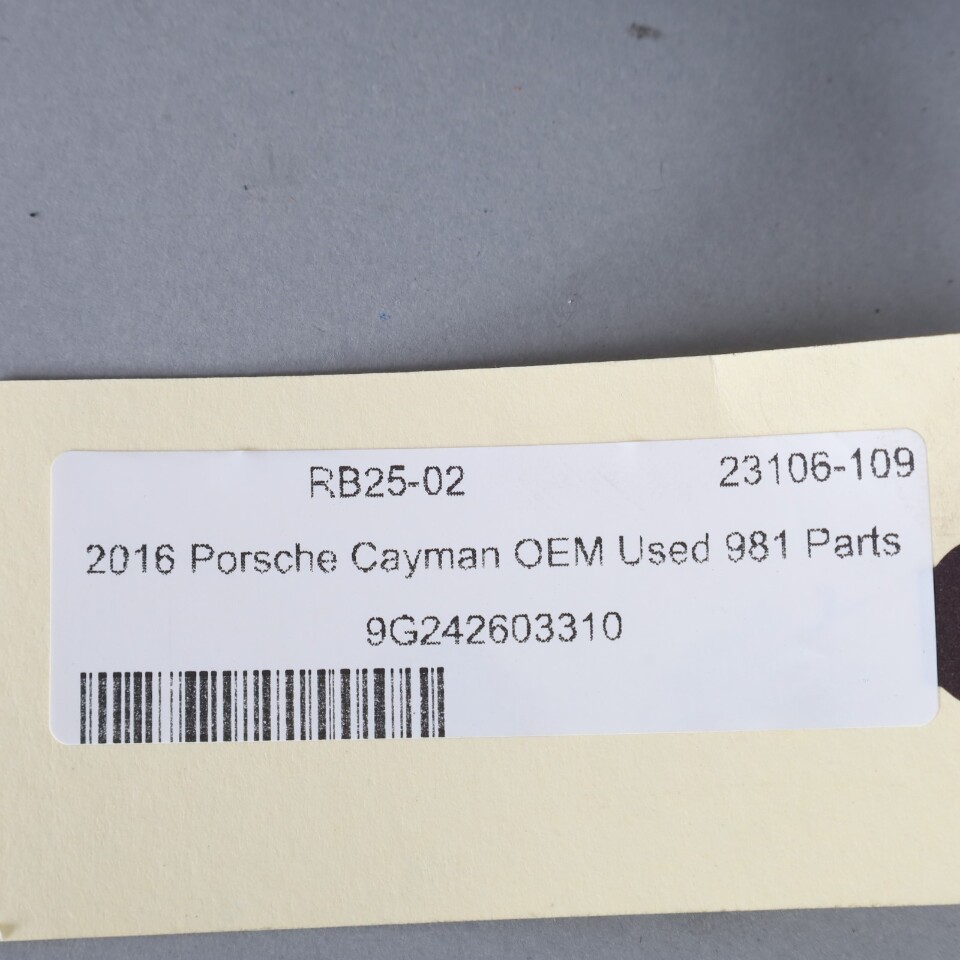 RB25-02 23106-109
2016 Porsche Cayman OEM Used 981 Parts
9G242603310